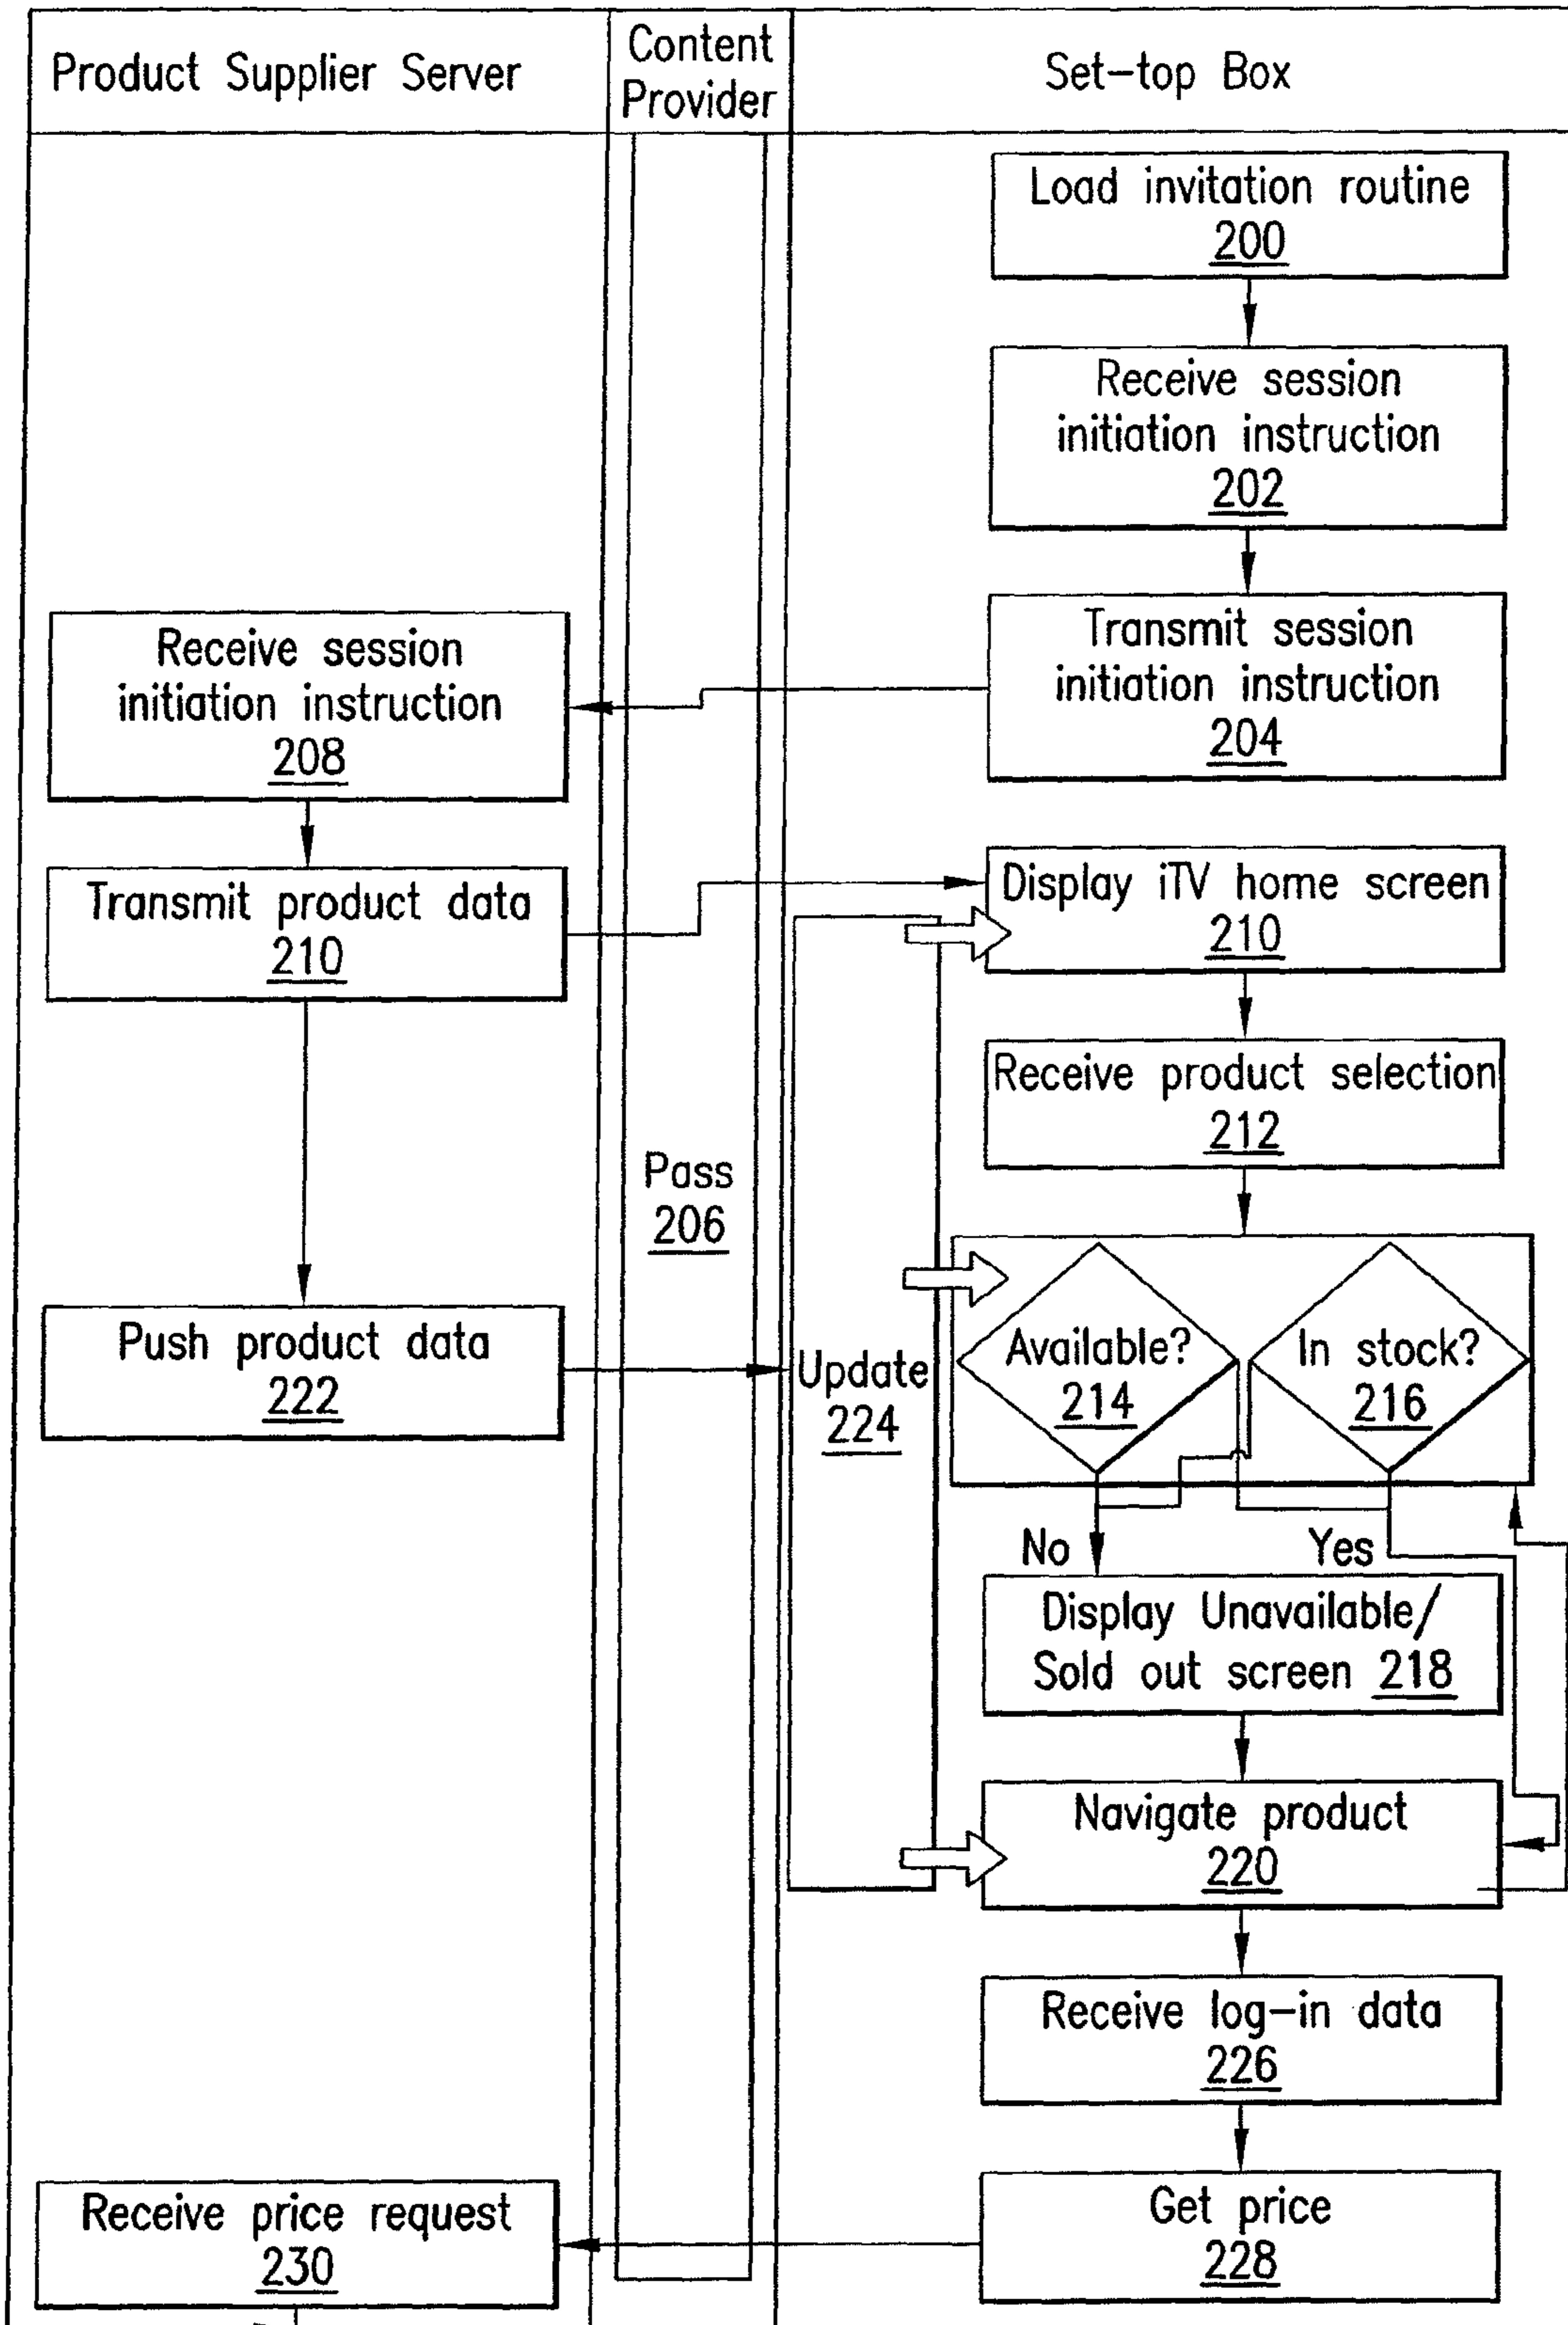 Product Supplier Server
Content
Provider
Set-top Box
Load invitation routine
200
Receive session
initiation instruction
202
Transmit session
initiation instruction
204
Receive session
initiation instruction
208
Transmit product data
210
Display iTV home screen
210
Receive product selection
212
Pass
206
Push product data
222
Update
224
Available?
214
In stock?
216
No
Yes
Display Unavailable/
Sold out screen 218
Navigate product
220
Receive log-in data
226
Get price
228
Receive price request
230